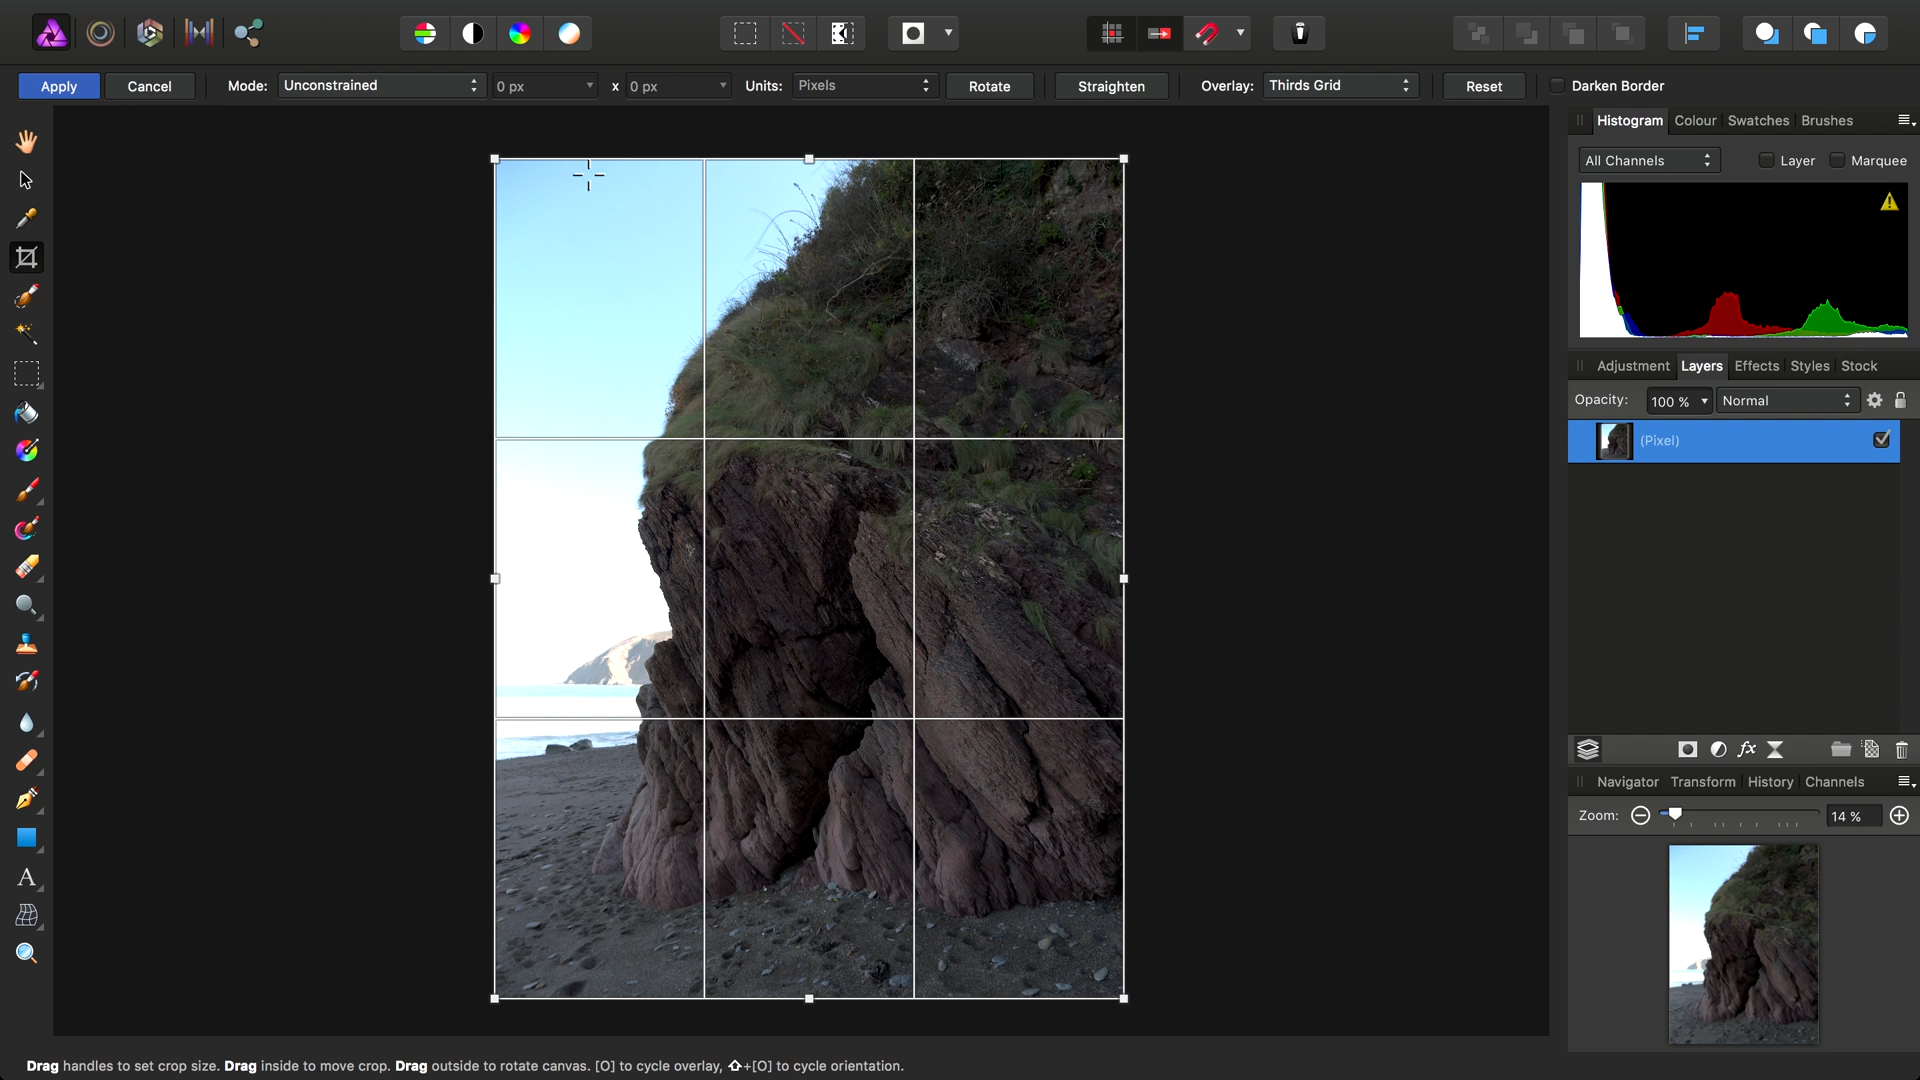 Apply Cancel Mode: Unconstrained 0 px x 0 px Units: Pixels Rotate Straighten Overlay: Thirds Grid Reset Darken Border
Histogram Colour Swatches Brushes
All Channels Layer Marquee
Adjustment Layers Effects Styles Stock
Opacity: 100 % Normal
(Pixel)
fx
Navigator Transform History Channels
Zoom: 14 %
A
Drag handles to set crop size. Drag inside to move crop. Drag outside to rotate canvas. [O] to cycle overlay, ⇧+[O] to cycle orientation.